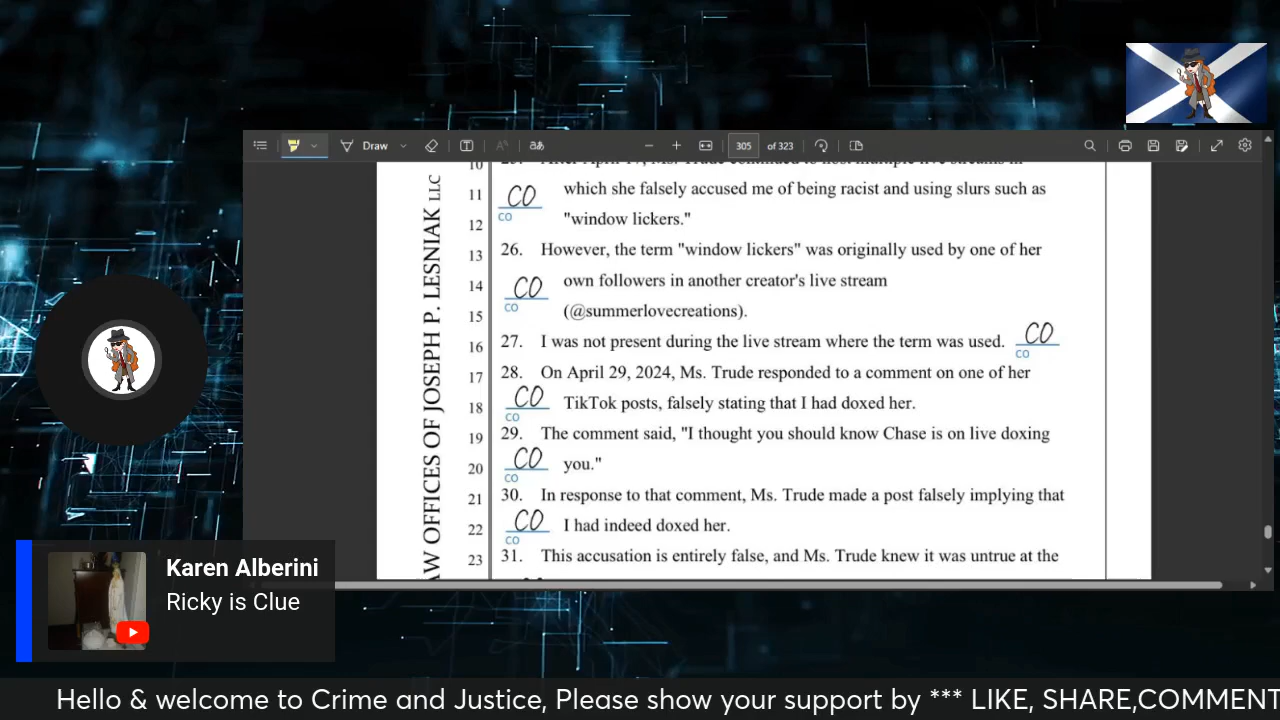 Draw
305 of 323
10
11 which she falsely accused me of being racist and using slurs such as
CO
CO
12 "window lickers."
13 26. However, the term "window lickers" was originally used by one of her
14 own followers in another creator's live stream
CO
CO
15 (@summerlovecreations).
16 27. I was not present during the live stream where the term was used. CO
CO
17 28. On April 29, 2024, Ms. Trude responded to a comment on one of her
CO
18 TikTok posts, falsely stating that I had doxed her.
CO
19 29. The comment said, "I thought you should know Chase is on live doxing
CO
20 you."
CO
21 30. In response to that comment, Ms. Trude made a post falsely implying that
CO
22 I had indeed doxed her.
CO
23 31. This accusation is entirely false, and Ms. Trude knew it was untrue at the
OFFICES OF JOSEPH P. LESNIAK LLC
Karen Alberini
Ricky is Clue
Hello & welcome to Crime and Justice, Please show your support by *** LIKE, SHARE,COMMENT